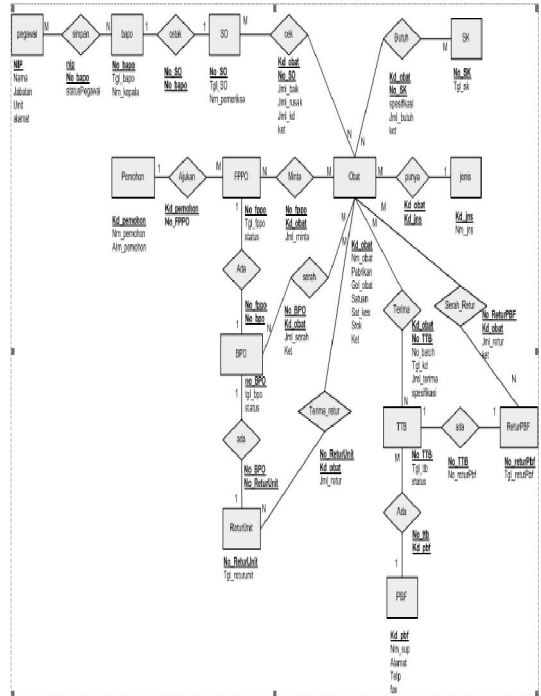 pegawai
M
simpan
N
bapo
1
cetak
1
SO
M
cek
N
Butuh
N
M
SK
NIP
Nama
Jabatan
Unit
alamat
nip
No_bapo
statusPegawai
No_bapo
Tgl_bapo
Nm_kepala
No_SO
No_bapo
No_SO
Tgl_SO
Nm_pemeriksa
Kd_obat
No_SO
Jml_baik
Jml_rusak
Jml_kd
ket
Kd_obat
No_SK
spesifikasi
Jml_butuh
ket
No_SK
Tgl_sk
Pemohon
1
Ajukan
M
FPPO
N
Minta
M
Obat
M
punya
1
jenis
Kd_pemohon
Nm_pemohon
Alm_pemohon
Kd_pemohon
No_FPPO
No_fppo
Tgl_fppo
status
No_fppo
Kd_obat
Jml_minta
Kd_obat
Nm_obat
Pabrikan
Gol_obat
Satuan
Sat_kes
Stok
Ket
Kd_obat
Kd_jns
Kd_jns
Nm_jns
1
Ada
1
No_fppo
No_bpo
M
serah
N
No_BPO
Kd_obat
Jml_serah
Ket
M
M
M
Terima
N
Kd_obat
No_TTB
No_batch
Tgl_kd
Jml_terima
spesifikasi
Serah_Retur
N
No_ReturPBF
Kd_obat
Jml_retur
ket
BPO
no_BPO
tgl_bpo
status
1
ada
1
No_BPO
No_ReturUnit
Terima_retur
N
No_ReturUnit
Kd_obat
Jml_retur
TTB
1
ada
1
ReturPBF
No_TTB
Tgl_ttb
status
No_TTB
No_returPbf
No_returPbf
Tgl_returpbf
ReturUnit
No_ReturUnit
Tgl_returunit
M
Ada
1
No_ttb
Kd_pbf
PBF
Kd_pbf
Nm_sup
Alamat
Telp
fax